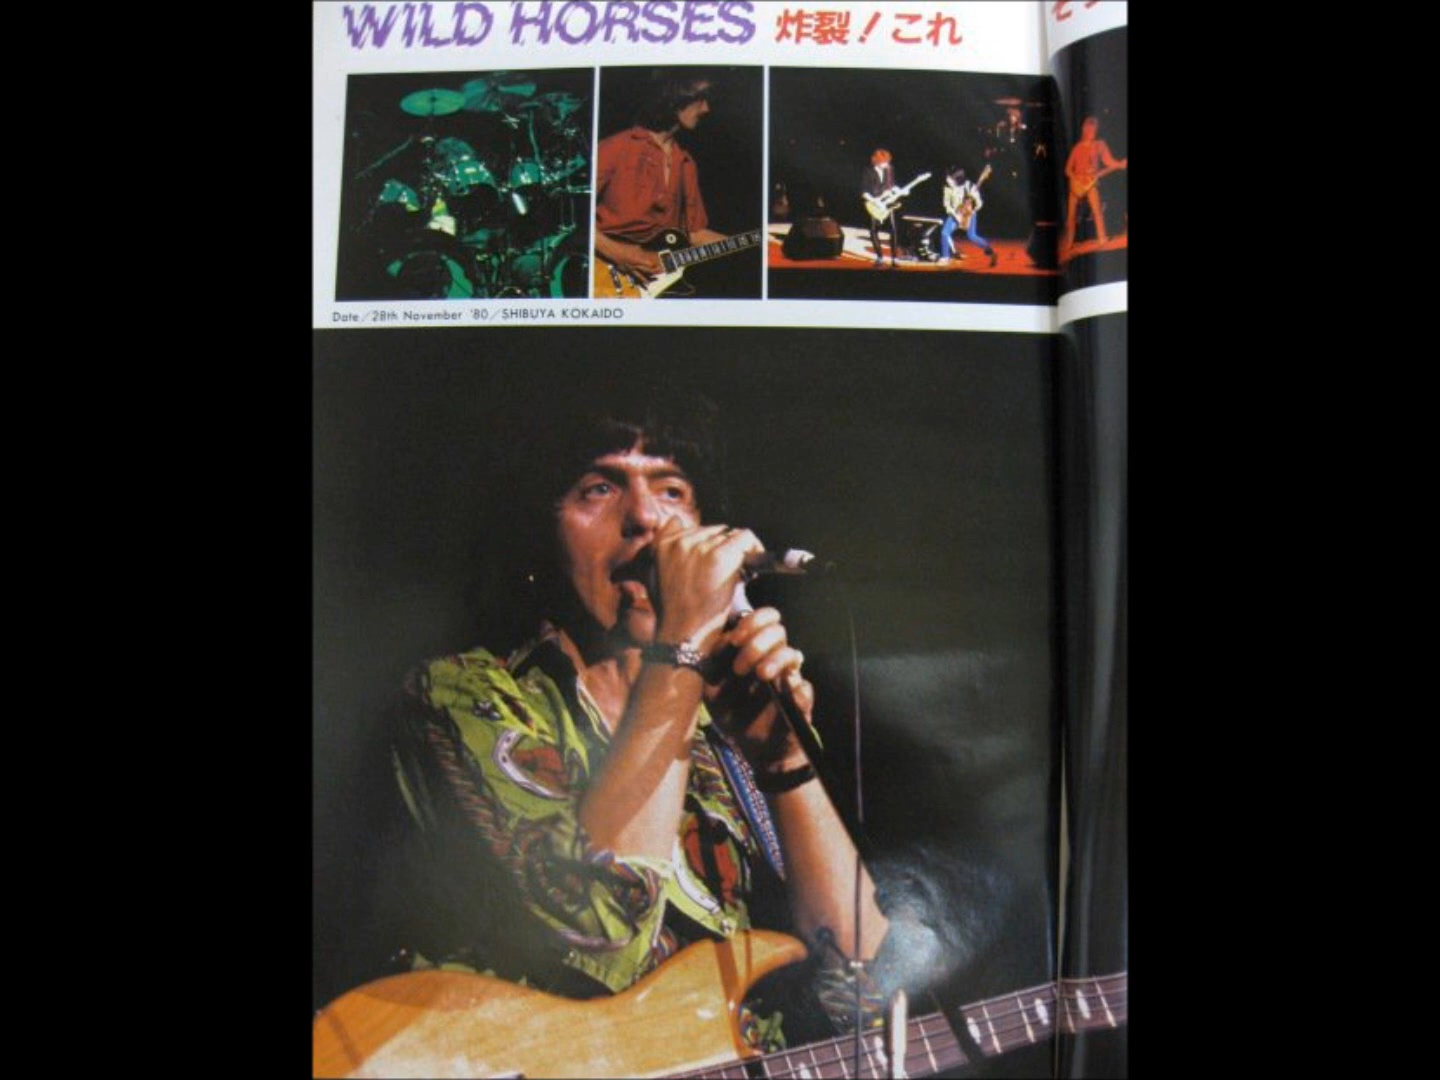 WILD HORSES 炸裂!これ
Date/28th November '80/SHIBUYA KOKAIDO